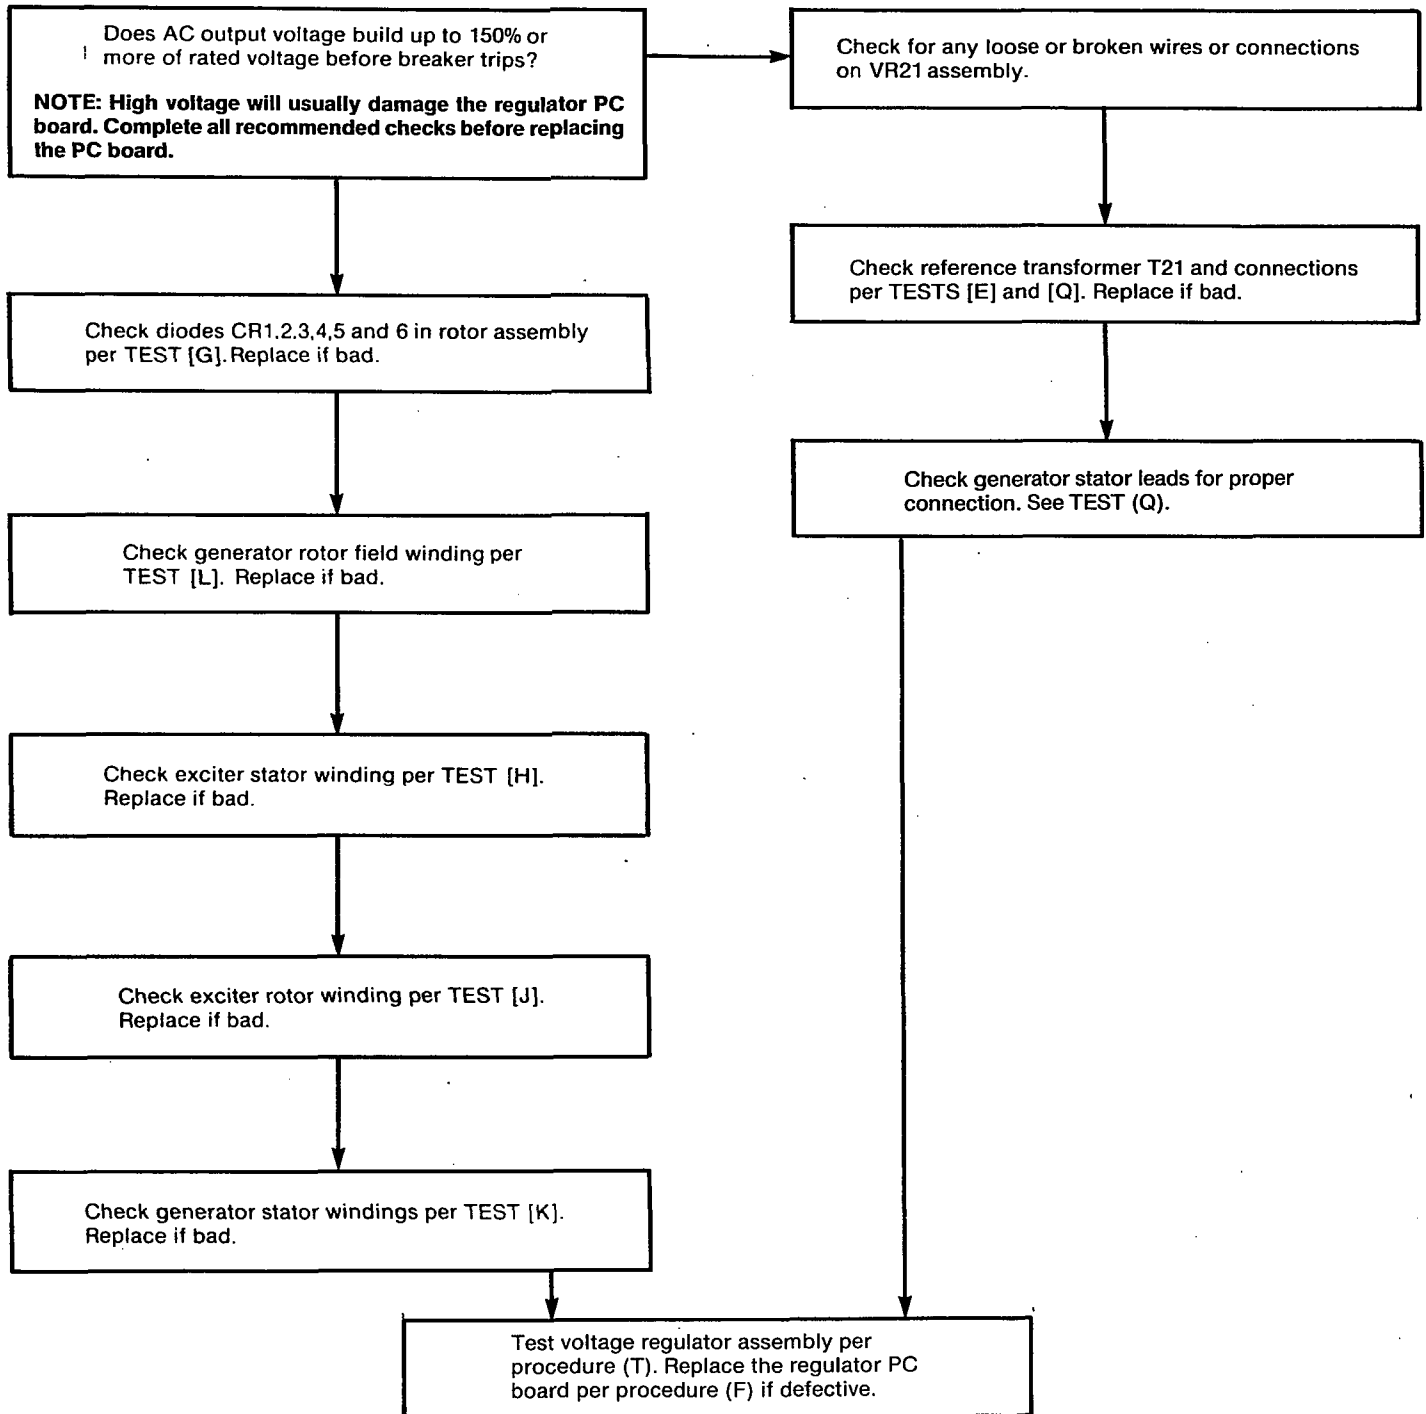 Does AC output voltage build up to 150% or
more of rated voltage before breaker trips?
NOTE: High voltage will usually damage the regulator PC
board. Complete all recommended checks before replacing
the PC board.
Check for any loose or broken wires or connections
on VR21 assembly.
Check reference transformer T21 and connections
per TESTS [E] and [Q]. Replace if bad.
Check generator stator leads for proper
connection. See TEST (Q).
Check diodes CR1,2,3,4,5 and 6 in rotor assembly
per TEST [G]. Replace if bad.
Check generator rotor field winding per
TEST [L]. Replace if bad.
Check exciter stator winding per TEST [H].
Replace if bad.
Check exciter rotor winding per TEST [J].
Replace if bad.
Check generator stator windings per TEST [K].
Replace if bad.
Test voltage regulator assembly per
procedure (T). Replace the regulator PC
board per procedure (F) if defective.